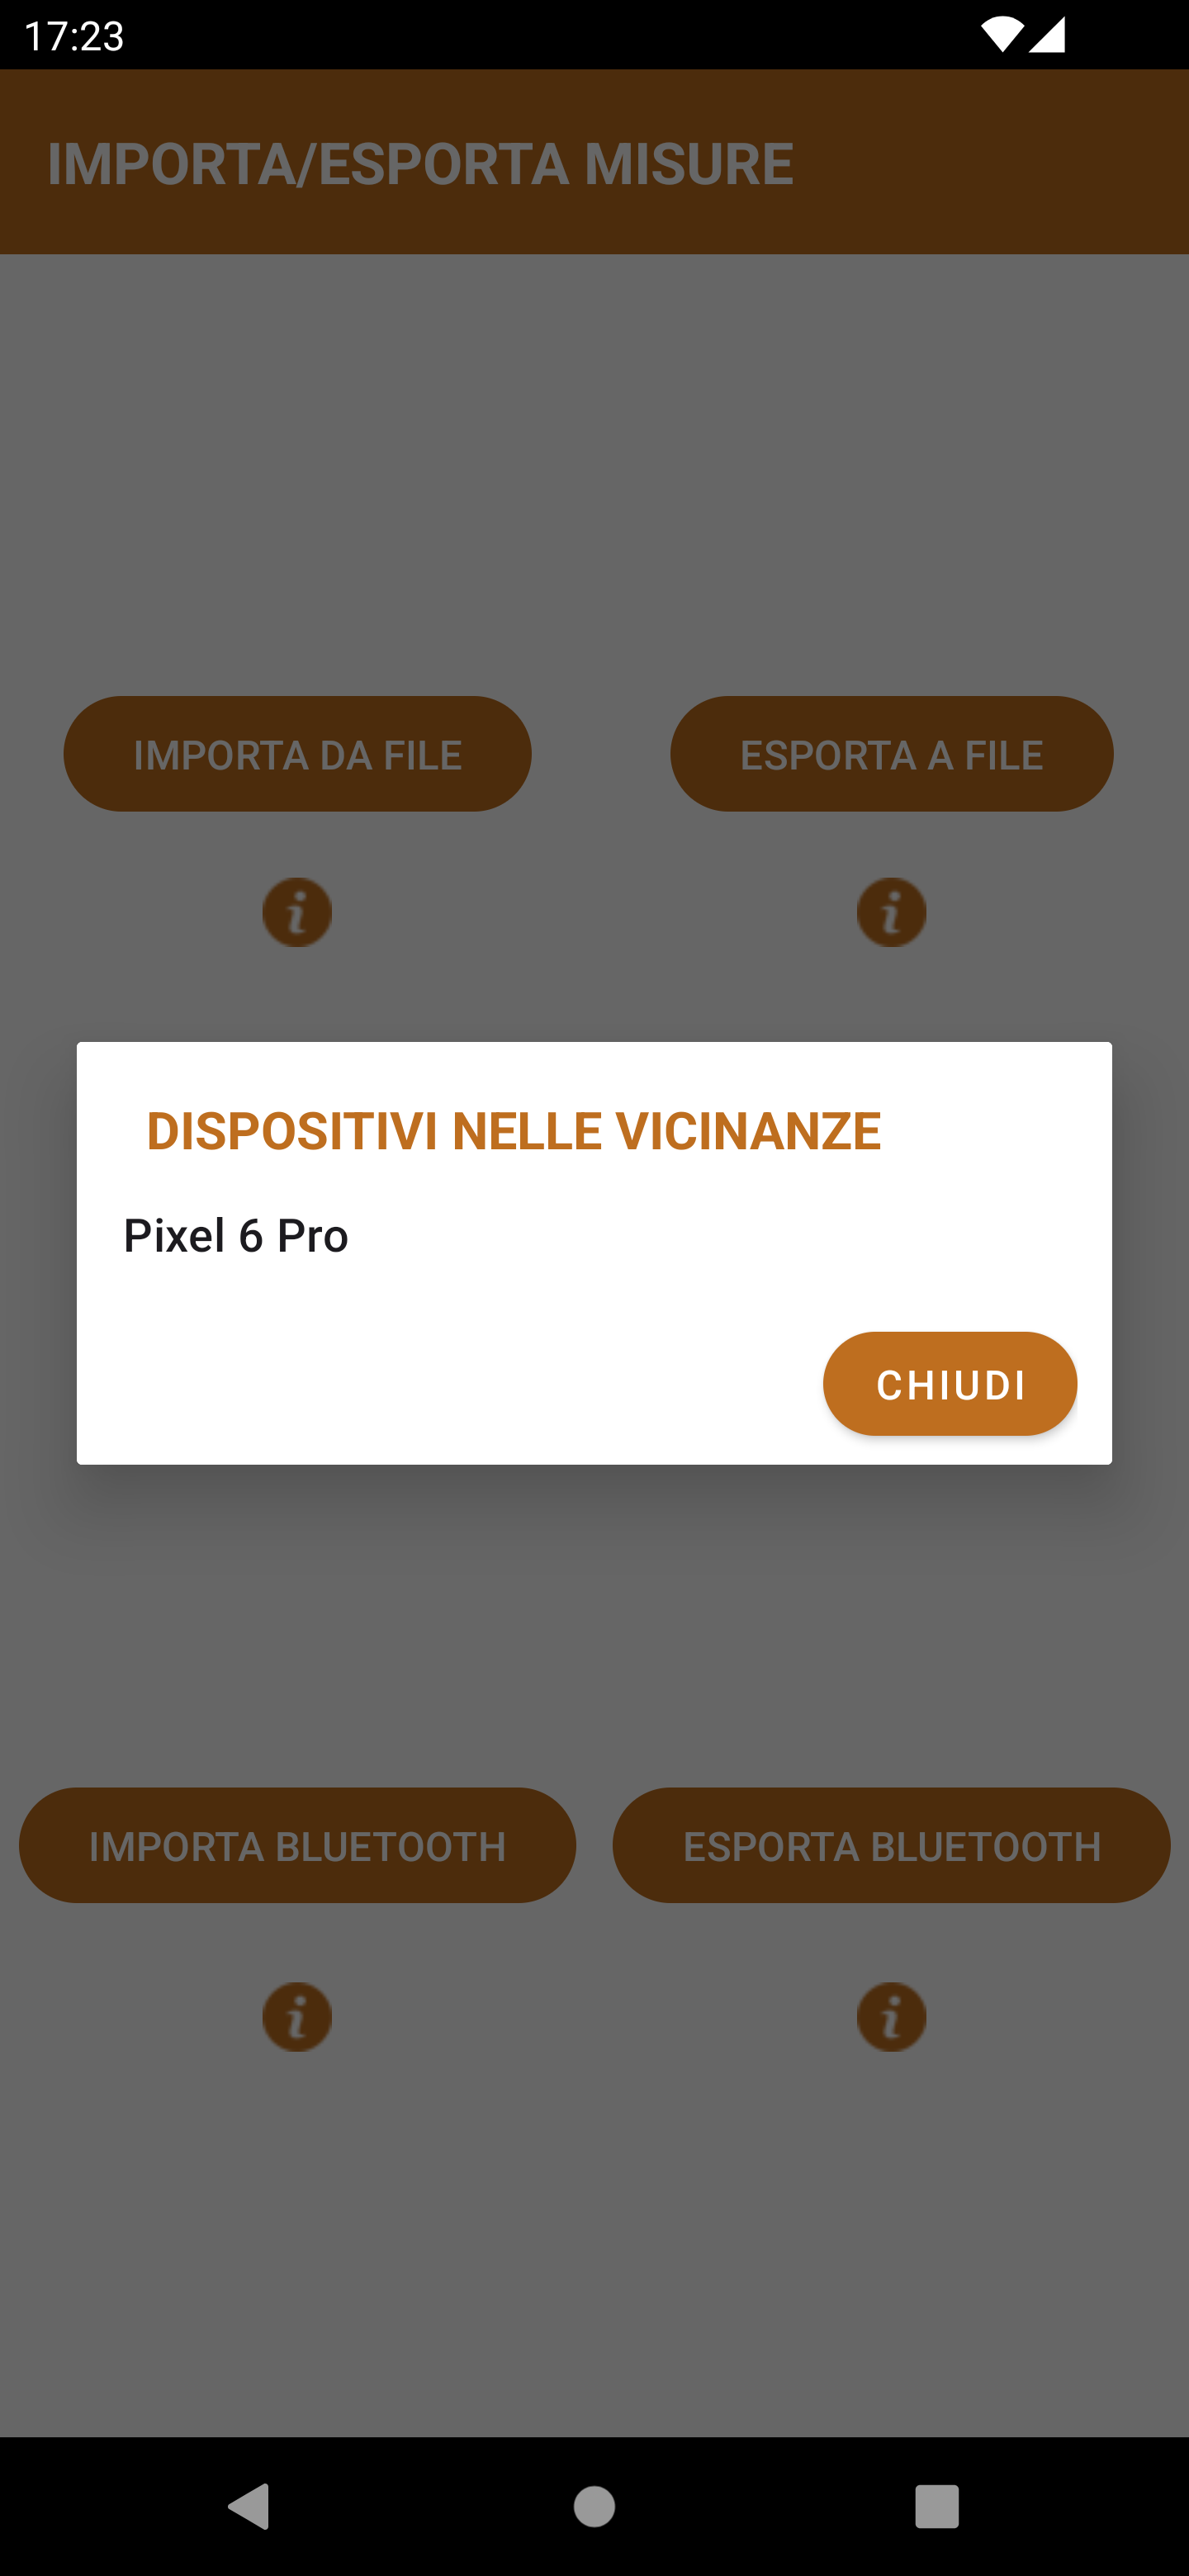 17:23
IMPORTA/ESPORTA MISURE
IMPORTA DA FILE
ESPORTA A FILE
i
i
DISPOSITIVI NELLE VICINANZE
Pixel 6 Pro
CHIUDI
IMPORTA BLUETOOTH
ESPORTA BLUETOOTH
i
i